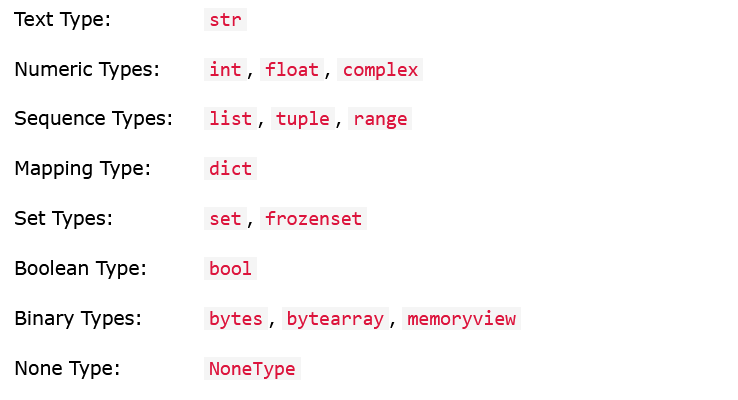 Text Type: str
Numeric Types: int, float, complex
Sequence Types: list, tuple, range
Mapping Type: dict
Set Types: set, frozenset
Boolean Type: bool
Binary Types: bytes, bytearray, memoryview
None Type: NoneType